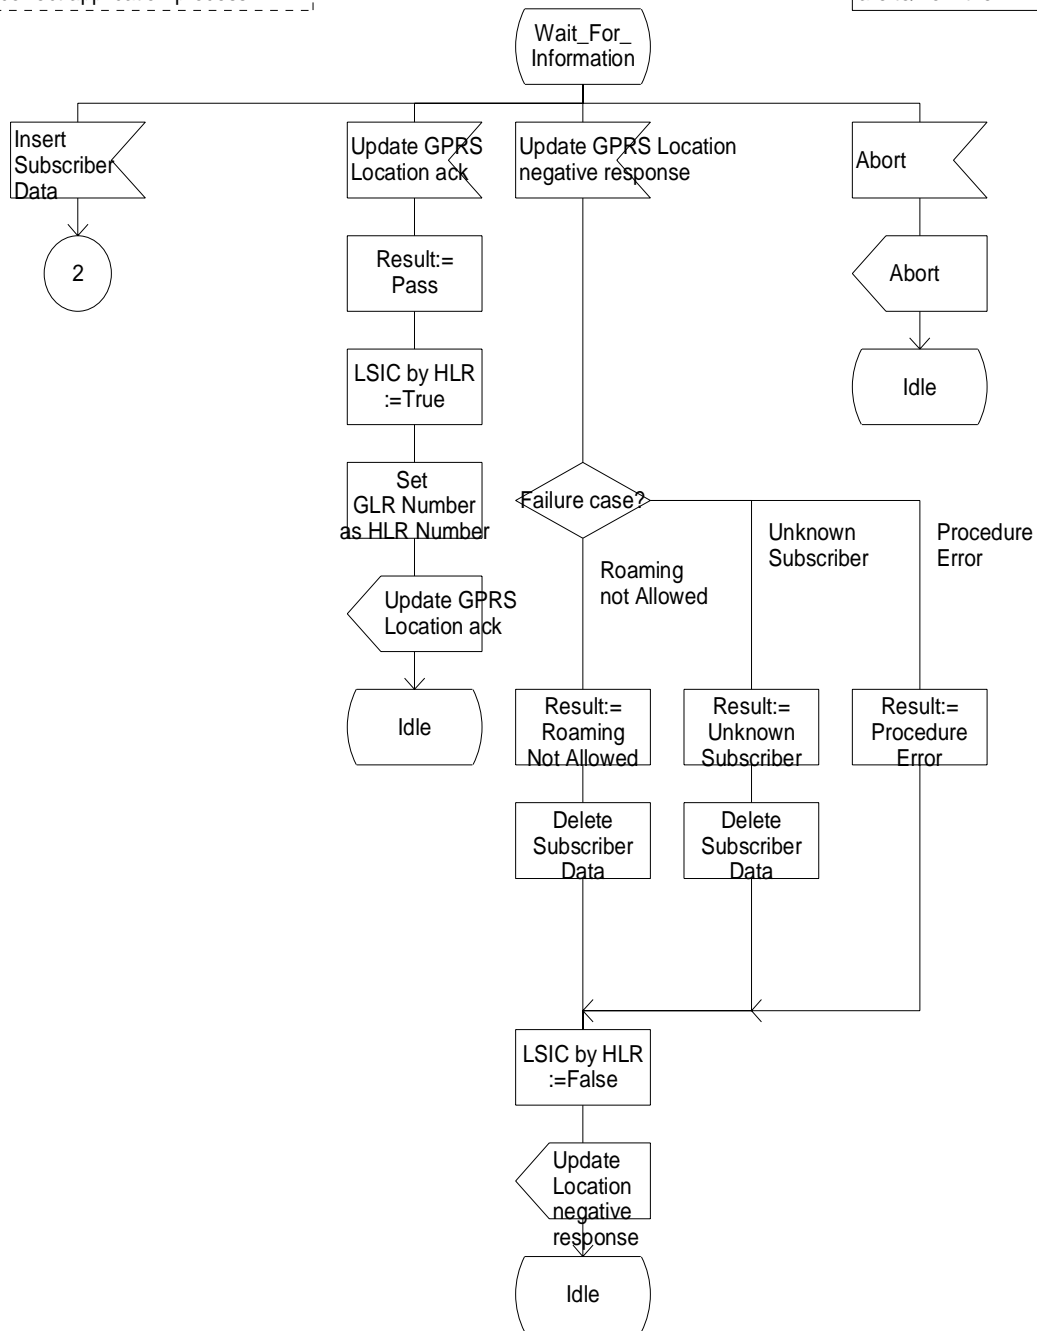 Wait_For_
Information
Insert
Subscriber
Data
Update GPRS
Location ack
Update GPRS Location
negative response
Abort
2
Result:=
Pass
Abort
LSIC by HLR
:=True
Idle
Set
GLR Number
as HLR Number
Failure case?
Unknown
Subscriber
Procedure
Error
Roaming
not Allowed
Update GPRS
Location ack
Idle
Result:=
Roaming
Not Allowed
Result:=
Unknown
Subscriber
Result:=
Procedure
Error
Delete
Subscriber
Data
Delete
Subscriber
Data
LSIC by HLR
:=False
Update
Location
negative
response
Idle